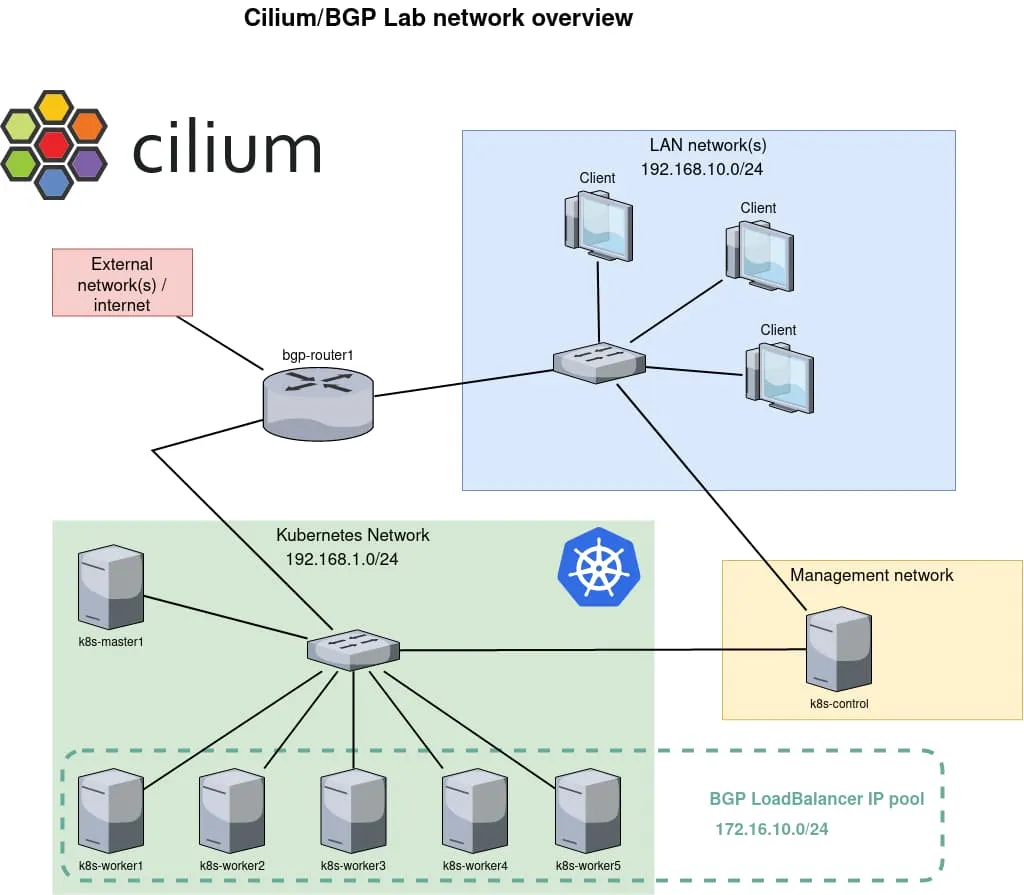 Cilium/BGP Lab network overview
cilium
LAN network(s)
192.168.10.0/24
Client
Client
Client
External
network(s) /
internet
bgp-router1
Kubernetes Network
192.168.1.0/24
k8s-master1
Management network
k8s-control
BGP LoadBalancer IP pool
172.16.10.0/24
k8s-worker1
k8s-worker2
k8s-worker3
k8s-worker4
k8s-worker5